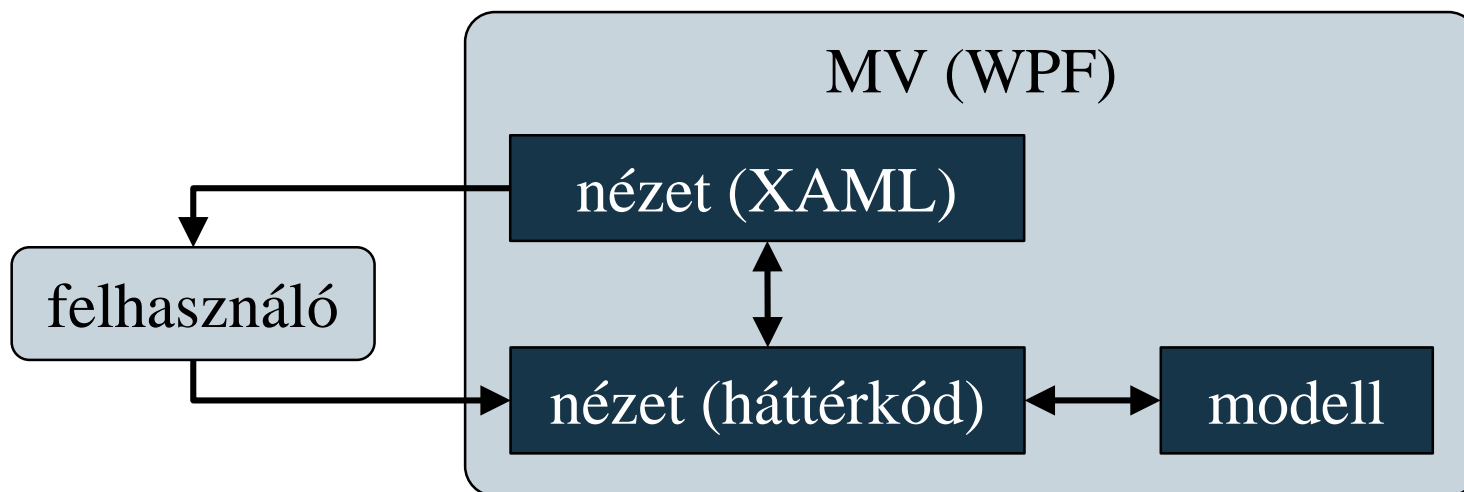 MV (WPF)
nézet (XAML)
felhasználó
nézet (háttérkód)
modell